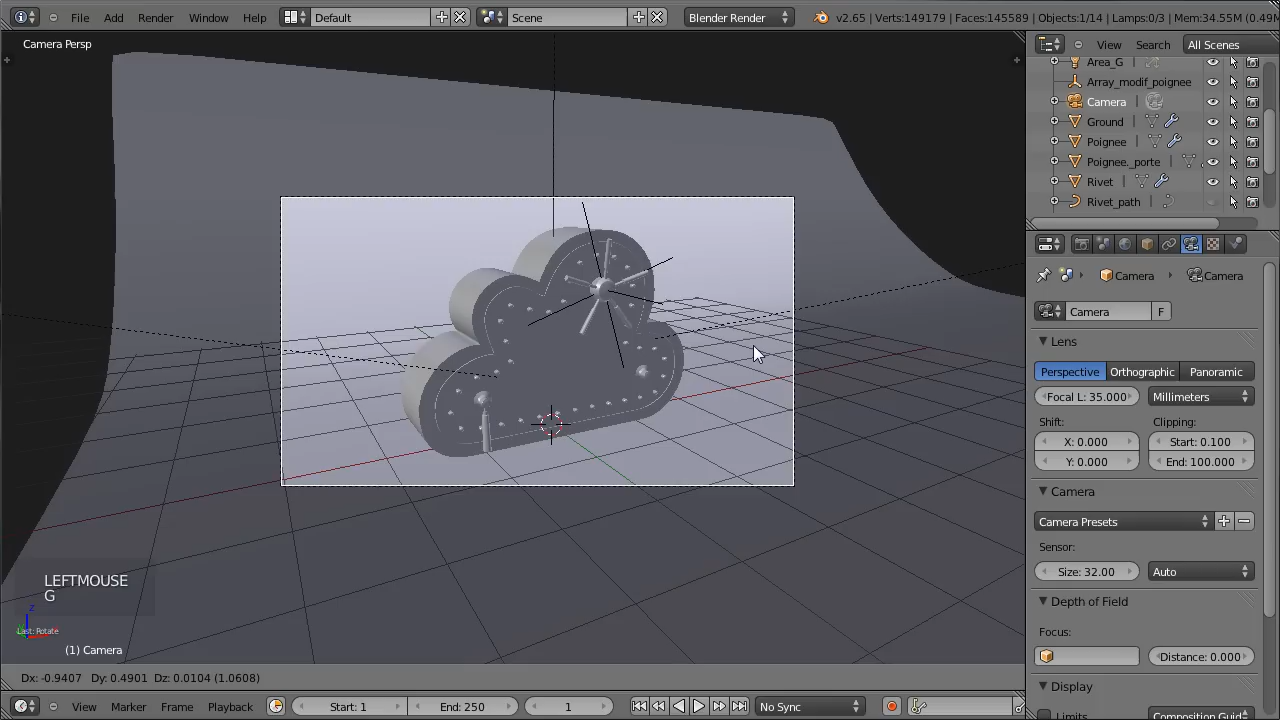 File Add Render Window Help Default Scene Blender Render v2.65 | Verts:149179 | Faces:145589 | Objects:1/14 | Lamps:0/3 | Mem:34.55M (0.49M
Camera Persp
View Search All Scenes
Area_G
Array_modif_poignee
Camera
Ground
Poignee
Poignee._porte
Rivet
Rivet_path
Camera Camera
Camera F
Lens
Perspective Orthographic Panoramic
Focal L: 35.000 Millimeters
Shift: Clipping:
X: 0.000 Start: 0.100
Y: 0.000 End: 100.000
Camera
Camera Presets
Sensor:
Size: 32.00 Auto
Depth of Field
Focus:
Distance: 0.000
Display
Limits Composition Guid
LEFTMOUSE
G
z
Last: Rotate
(1) Camera
Dx: -0.9407 Dy: 0.4901 Dz: 0.0104 (1.0608)
View Marker Frame Playback Start: 1 End: 250 1 No Sync